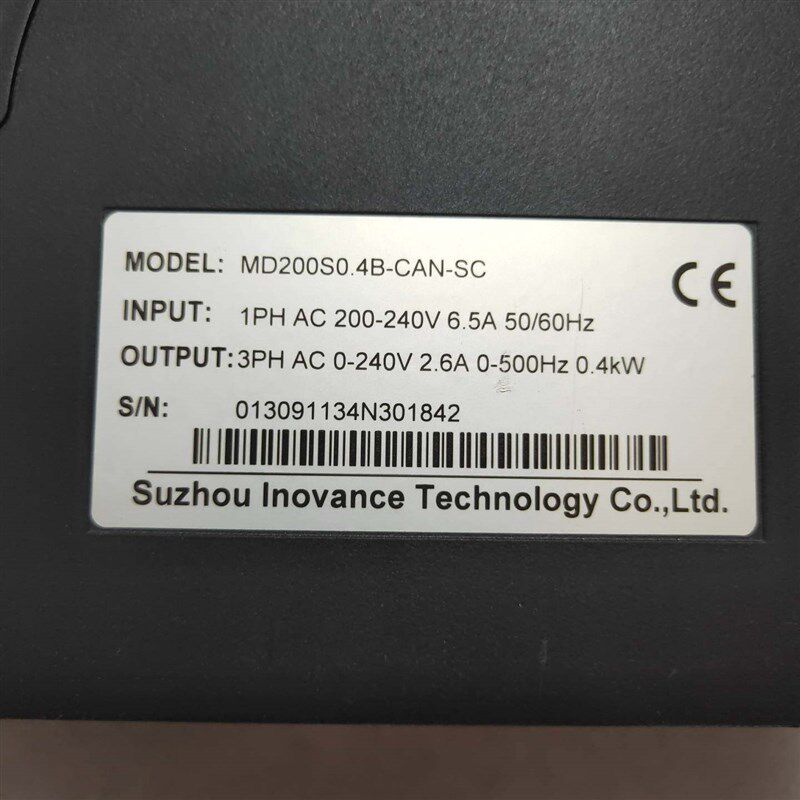 MODEL: MD200S0.4B-CAN-SC
CE
INPUT: 1PH AC 200-240V 6.5A 50/60Hz
OUTPUT: 3PH AC 0-240V 2.6A 0-500Hz 0.4kW
S/N: 013091134N301842
Suzhou Inovance Technology Co.,Ltd.